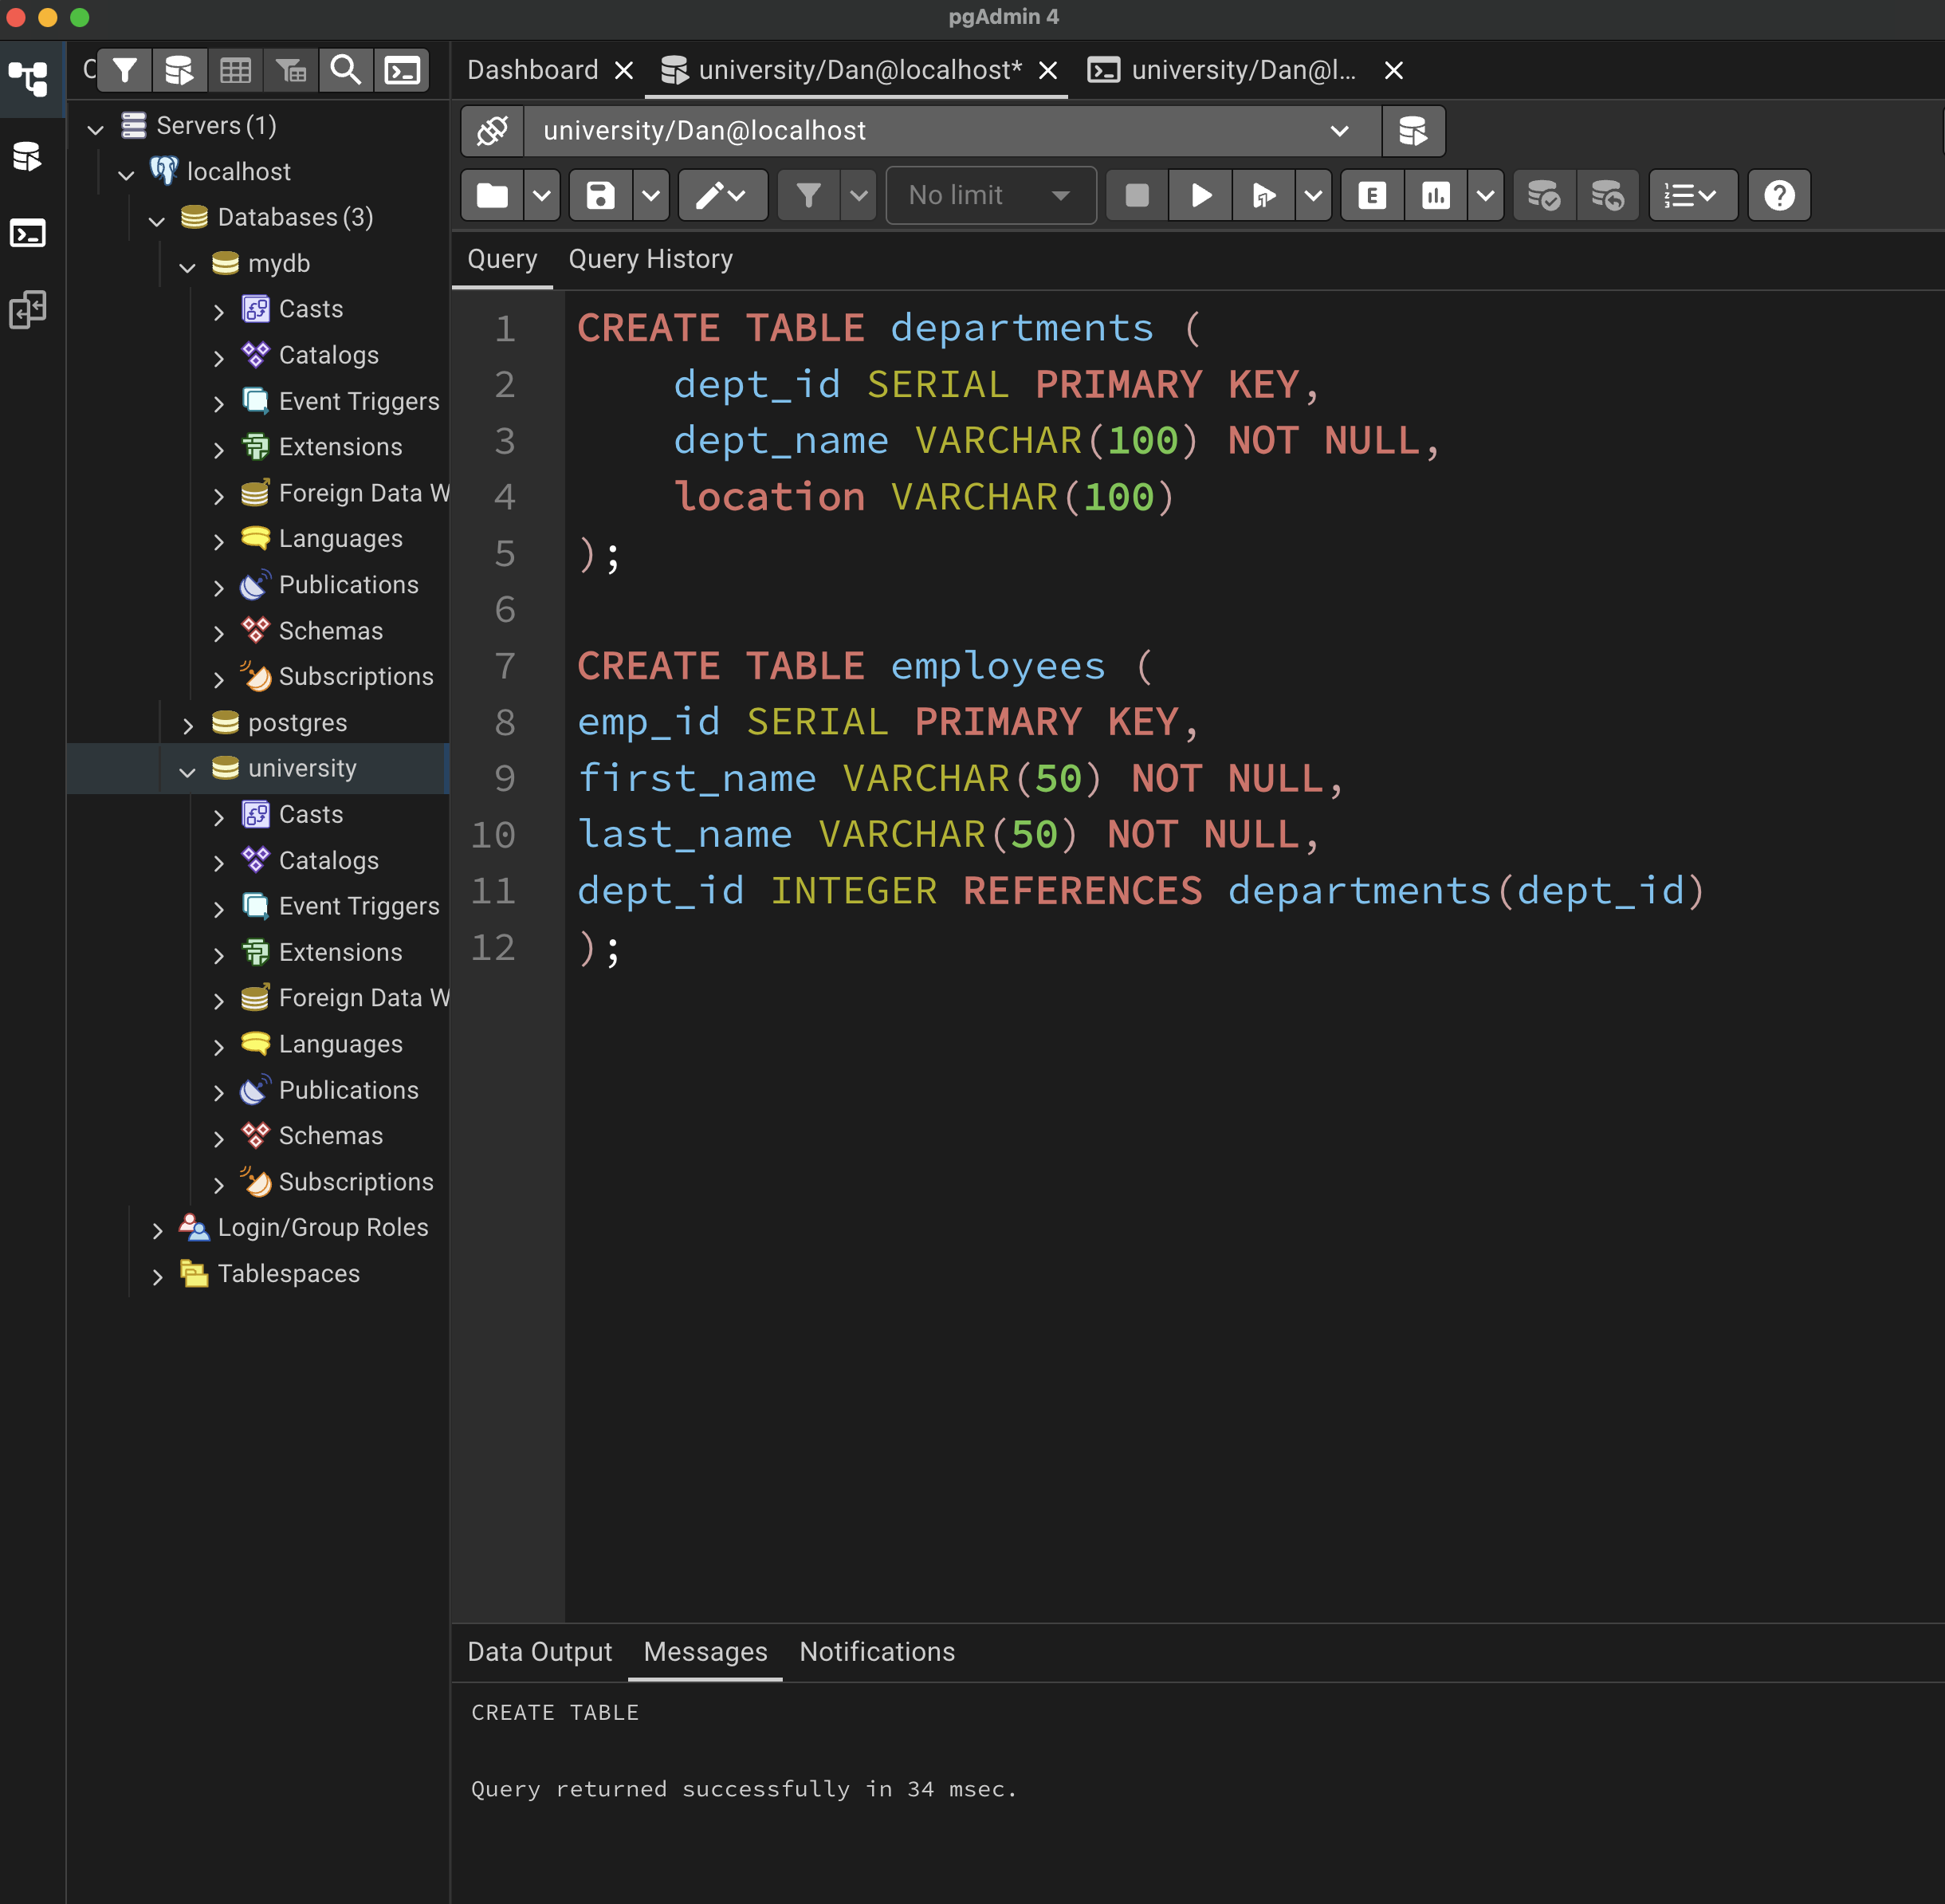 pgAdmin 4
Dashboard
university/Dan@localhost*
university/Dan@l...
Servers (1)
localhost
Databases (3)
mydb
Casts
Catalogs
Event Triggers
Extensions
Foreign Data W
Languages
Publications
Schemas
Subscriptions
postgres
university
Casts
Catalogs
Event Triggers
Extensions
Foreign Data W
Languages
Publications
Schemas
Subscriptions
Login/Group Roles
Tablespaces
university/Dan@localhost
No limit
E
Query
Query History
1 CREATE TABLE departments (
2     dept_id SERIAL PRIMARY KEY,
3     dept_name VARCHAR(100) NOT NULL,
4     location VARCHAR(100)
5 );
6
7 CREATE TABLE employees (
8 emp_id SERIAL PRIMARY KEY,
9 first_name VARCHAR(50) NOT NULL,
10 last_name VARCHAR(50) NOT NULL,
11 dept_id INTEGER REFERENCES departments(dept_id)
12 );
Data Output
Messages
Notifications
CREATE TABLE
Query returned successfully in 34 msec.